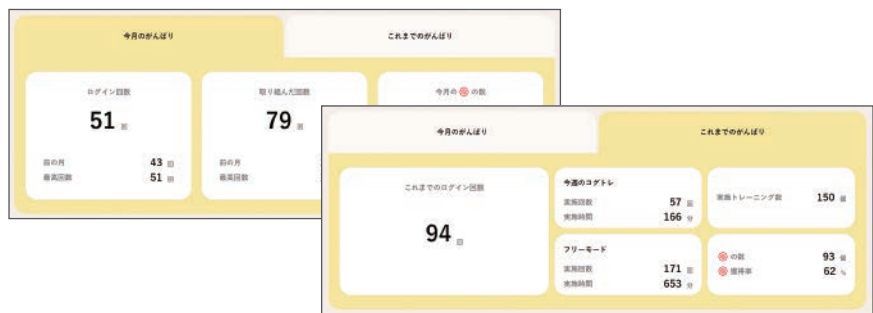 今月のがんばり
これまでのがんばり
ログイン回数
51 回
前の月 43 回
最高回数 51 回
取り組んだ回数
79 回
前の月
最高回数
今月の の数
今月のがんばり
これまでのがんばり
これまでのログイン回数
94 回
今週のコグトレ
実施回数 57 回
実施時間 166 分
フリーモード
実施回数 171 回
実施時間 653 分
実施トレーニング数 150 個
の数 93 個
獲得率 62 %